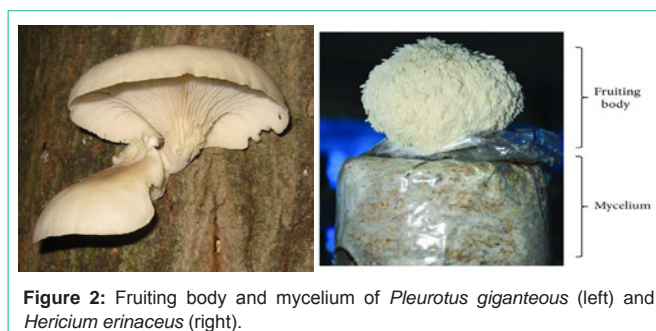 Fruiting
body
Mycelium
Figure 2: Fruiting body and mycelium of Pleurotus giganteous (left) and
Hericium erinaceus (right).